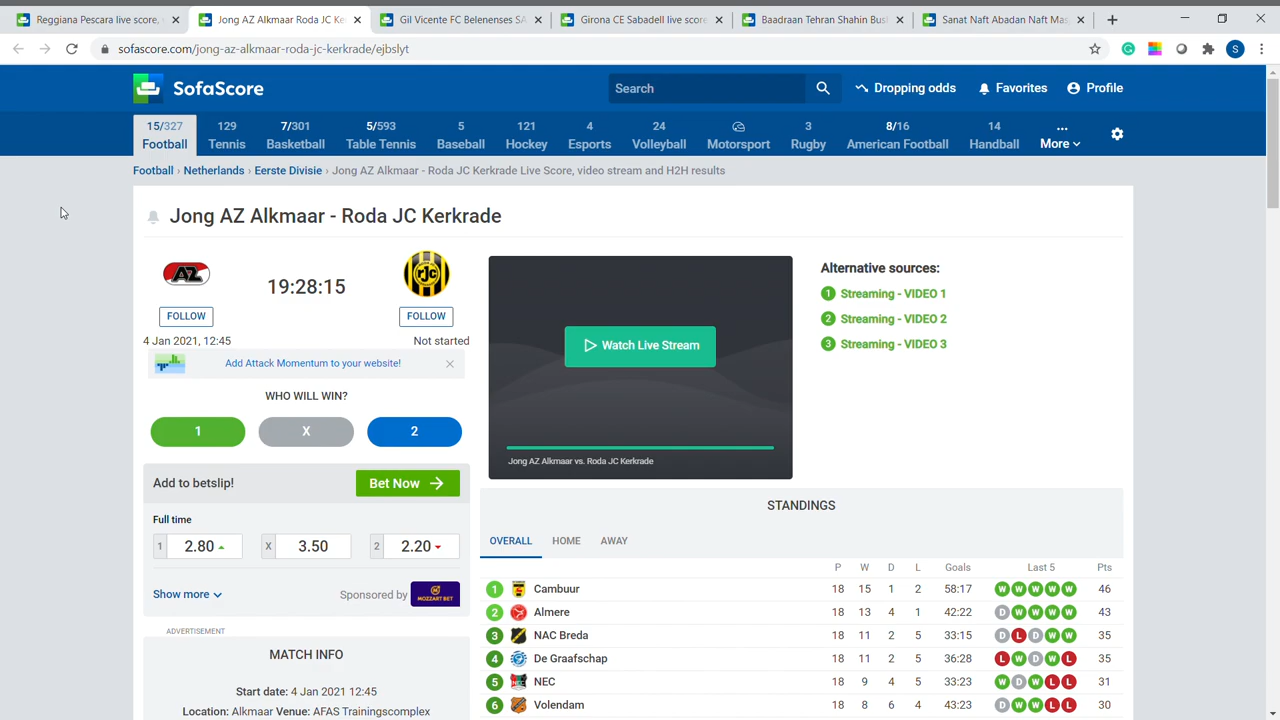 Reggiana Pescara live score,
Jong AZ Alkmaar Roda JC Ke
Gil Vicente FC Belenenses SA
Girona CE Sabadell live score
Baadraan Tehran Shahin Bus
Sanat Naft Abadan Naft Mas
sofascore.com/jong-az-alkmaar-roda-jc-kerkrade/ejbslyt
S
SofaScore
Search
Dropping odds
Favorites
Profile
15/327 129 7/301 5/593 5 121 4 24 3 8/16 14 ...
Football Tennis Basketball Table Tennis Baseball Hockey Esports Volleyball Motorsport Rugby American Football Handball More
Football › Netherlands › Eerste Divisie › Jong AZ Alkmaar - Roda JC Kerkrade Live Score, video stream and H2H results
Jong AZ Alkmaar - Roda JC Kerkrade
AZ
19:28:15
rjc
FOLLOW
FOLLOW
4 Jan 2021, 12:45
Not started
Add Attack Momentum to your website!
WHO WILL WIN?
1 X 2
Add to betslip!
Bet Now
Full time
1 2.80 X 3.50 2 2.20
Show more
Sponsored by MOZZART BET
ADVERTISEMENT
MATCH INFO
Start date: 4 Jan 2021 12:45
Location: Alkmaar Venue: AFAS Trainingscomplex
Watch Live Stream
Jong AZ Alkmaar vs. Roda JC Kerkrade
Alternative sources:
1 Streaming - VIDEO 1
2 Streaming - VIDEO 2
3 Streaming - VIDEO 3
STANDINGS
OVERALL HOME AWAY
P W D L Goals Last 5 Pts
1 Cambuur 18 15 1 2 58:17 W W W W W 46
2 Almere 18 13 4 1 42:22 D W W W W 43
3 NAC Breda 18 11 2 5 33:15 D L D W W 35
4 De Graafschap 18 11 2 5 36:28 L W D W L 35
5 NEC 18 9 4 5 33:23 W D W L L 31
6 Volendam 18 8 6 4 43:23 D W W L L 30